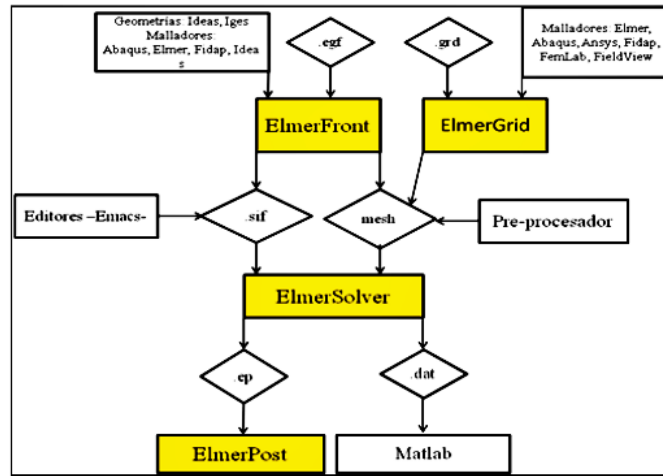 Geometrías: Ideas, Iges
Malladores:
Abaqus, Elmer, Fidap, Idea
s
.egf
.grd
Malladores: Elmer,
Abaqus, Ansys, Fidap,
FemLab, FieldView
ElmerFront
ElmerGrid
Editores –Emacs-
.sif
mesh
Pre-procesador
ElmerSolver
.ep
.dat
ElmerPost
Matlab